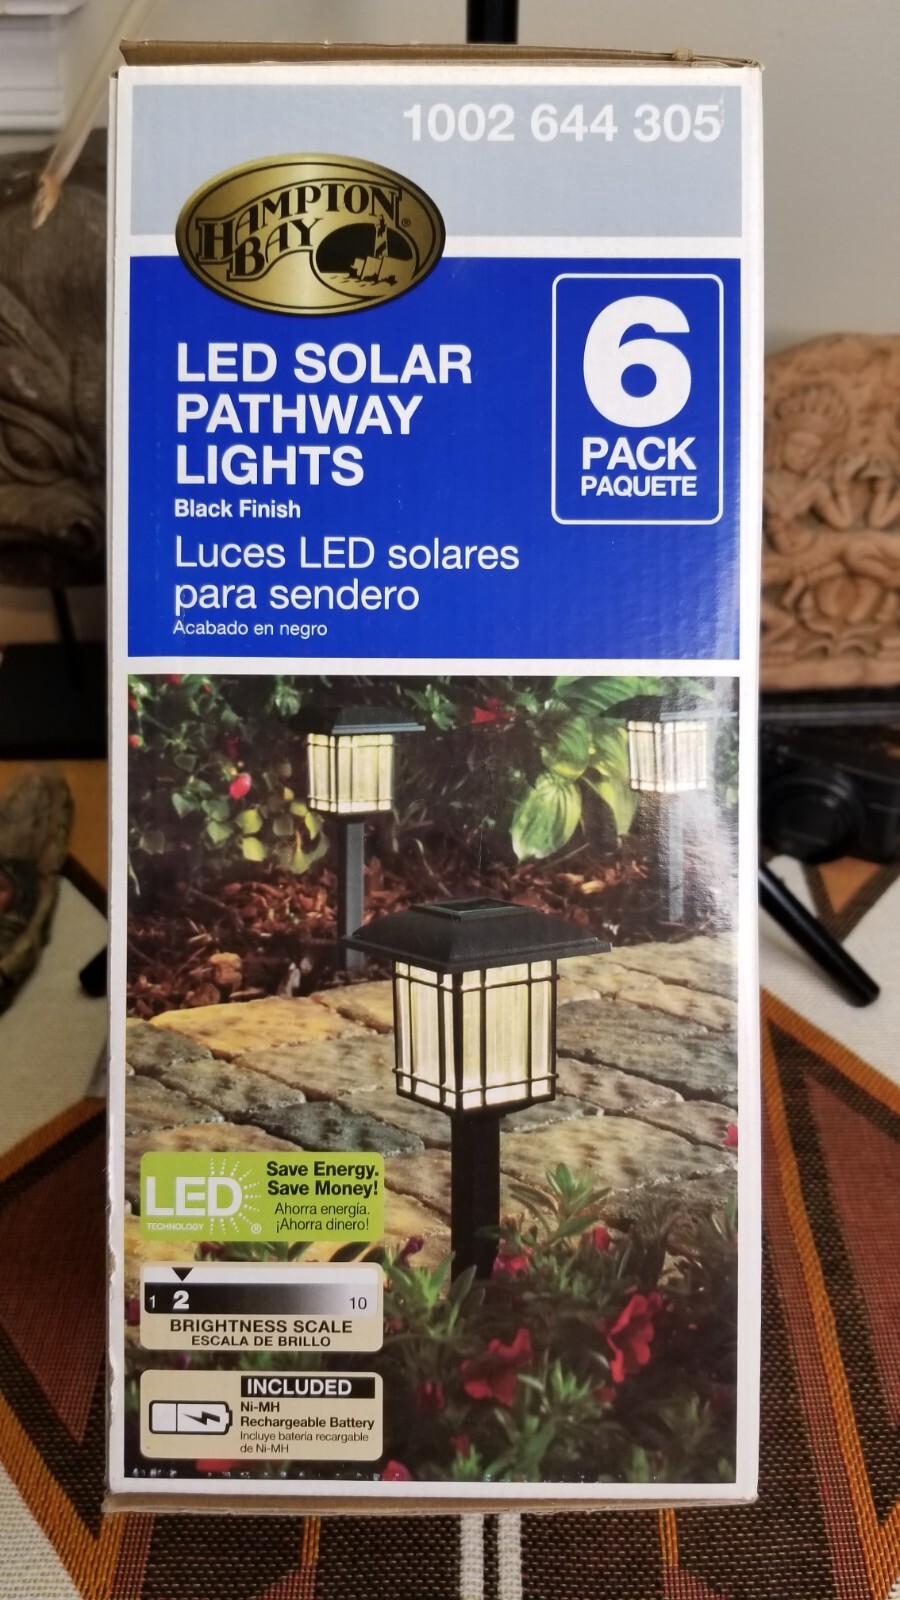 1002 644 305
HAMPTON
BAY
®
LED SOLAR
PATHWAY
LIGHTS
Black Finish
Luces LED solares
para sendero
Acabado en negro
6
PACK
PAQUETE
LED
TECHNOLOGY
®
Save Energy.
Save Money!
Ahorra energía.
¡Ahorra dinero!
1 2 10
BRIGHTNESS SCALE
ESCALA DE BRILLO
INCLUDED
Ni-MH
Rechargeable Battery
Incluye batería recargable
de Ni-MH